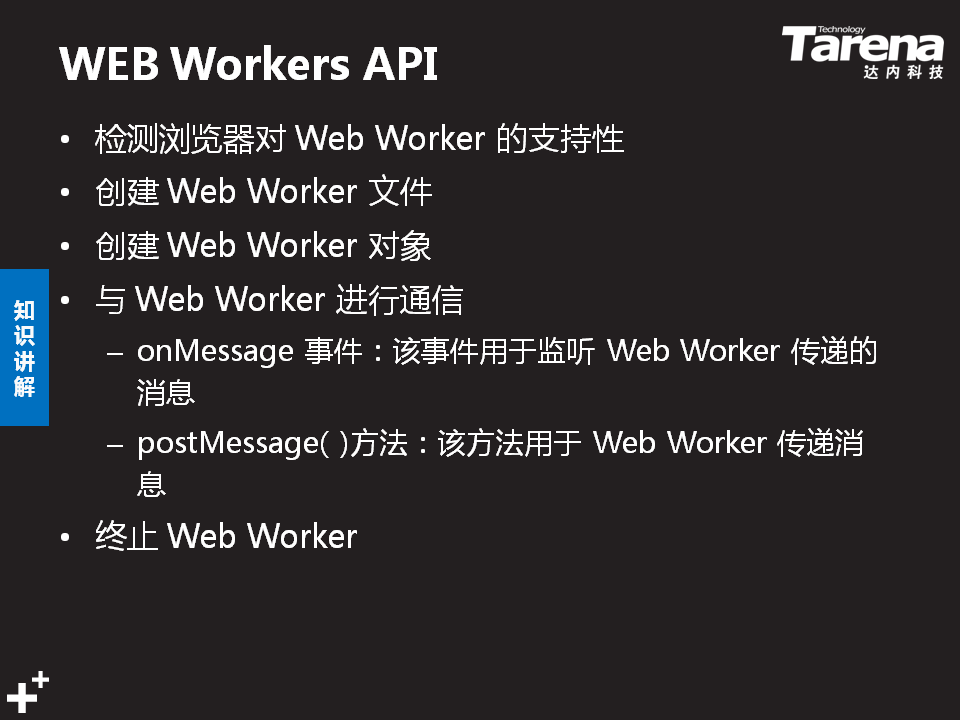 WEB Workers API
Technology
Tarena
达内科技
• 检测浏览器对 Web Worker 的支持性
• 创建 Web Worker 文件
• 创建 Web Worker 对象
• 与 Web Worker 进行通信
– onMessage 事件：该事件用于监听 Web Worker 传递的
消息
– postMessage( )方法：该方法用于 Web Worker 传递消
息
• 终止 Web Worker
知识讲解